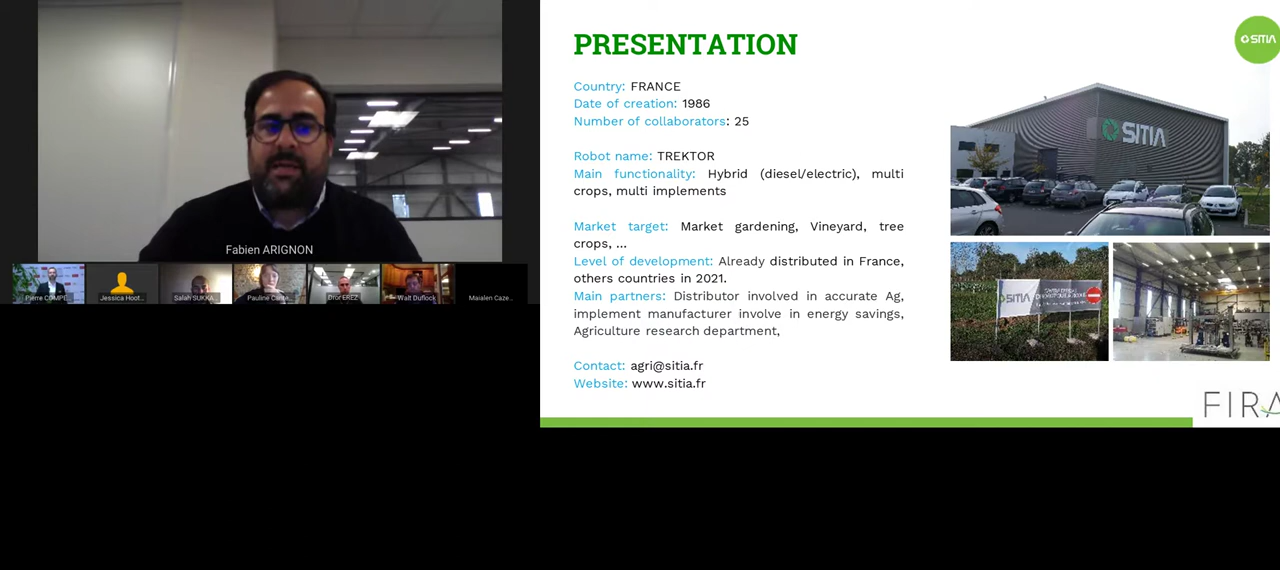 Fabien ARIGNON
Pierre COMPE...
Jessica Hoot...
Salah SUKKA...
Pauline Cante...
Dror EREZ
Walt Duflock
Maialen Caze...
PRESENTATION
SITIA
Country: FRANCE
Date of creation: 1986
Number of collaborators: 25
SITIA
Robot name: TREKTOR
Main functionality: Hybrid (diesel/electric), multi
crops, multi implements
Market target: Market gardening, Vineyard, tree
crops, ...
Level of development: Already distributed in France,
others countries in 2021.
SITIA
Main partners: Distributor involved in accurate Ag,
implement manufacturer involve in energy savings,
Agriculture research department,
Contact: agri@sitia.fr
Website: www.sitia.fr
FIRA